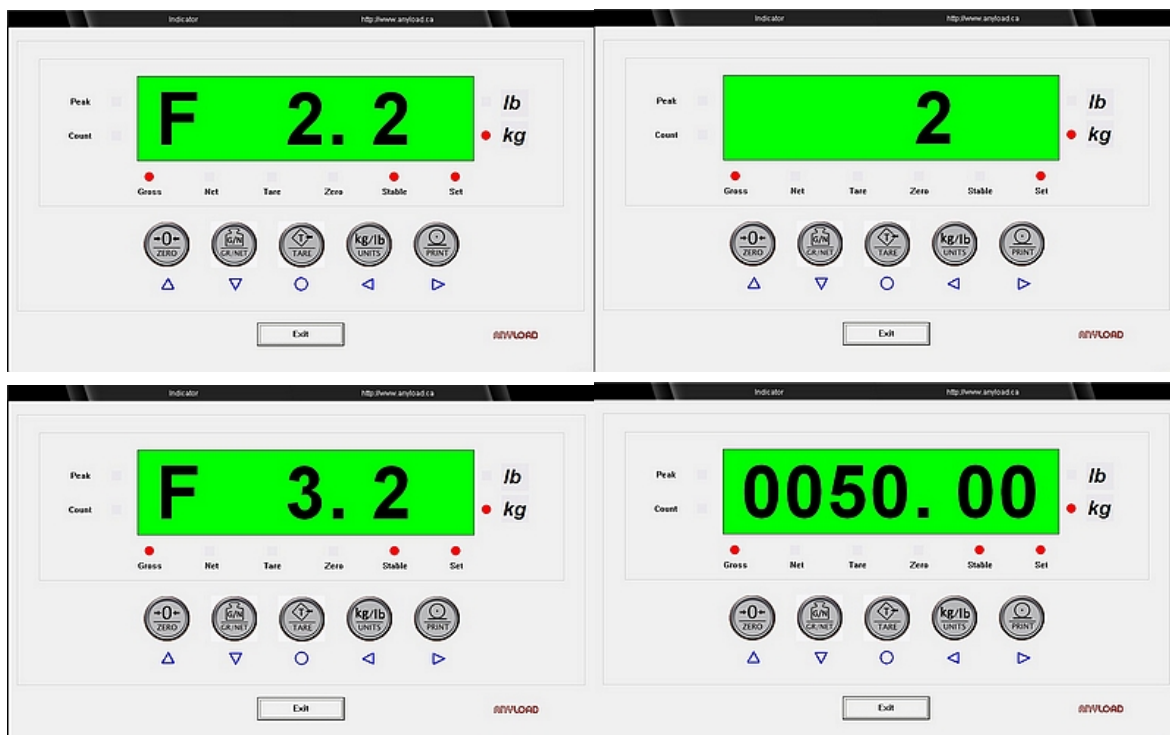 Indicator http://www.anyload.ca
Peak F 2. 2 lb
Count kg
Gross Net Tare Zero Stable Set
→0← ZERO G/N GR/NET T TARE kg/lb UNITS PRINT
Exit ANYLOAD
Indicator http://www.anyload.ca
Peak 2 lb
Count kg
Gross Net Tare Zero Stable Set
→0← ZERO G/N GR/NET T TARE kg/lb UNITS PRINT
Exit ANYLOAD
Indicator http://www.anyload.ca
Peak F 3. 2 lb
Count kg
Gross Net Tare Zero Stable Set
→0← ZERO G/N GR/NET T TARE kg/lb UNITS PRINT
Exit ANYLOAD
Indicator http://www.anyload.ca
Peak 0050. 00 lb
Count kg
Gross Net Tare Zero Stable Set
→0← ZERO G/N GR/NET T TARE kg/lb UNITS PRINT
Exit ANYLOAD